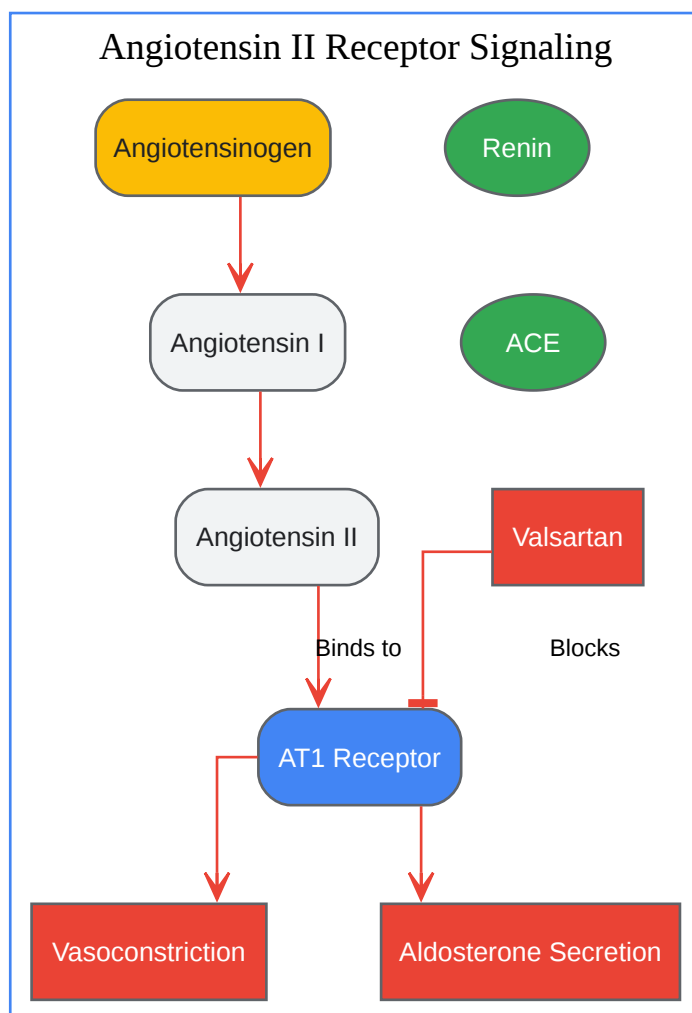 Angiotensin II Receptor Signaling
Angiotensinogen
Renin
Angiotensin I
ACE
Angiotensin II
Valsartan
Binds to
Blocks
AT1 Receptor
Vasoconstriction
Aldosterone Secretion